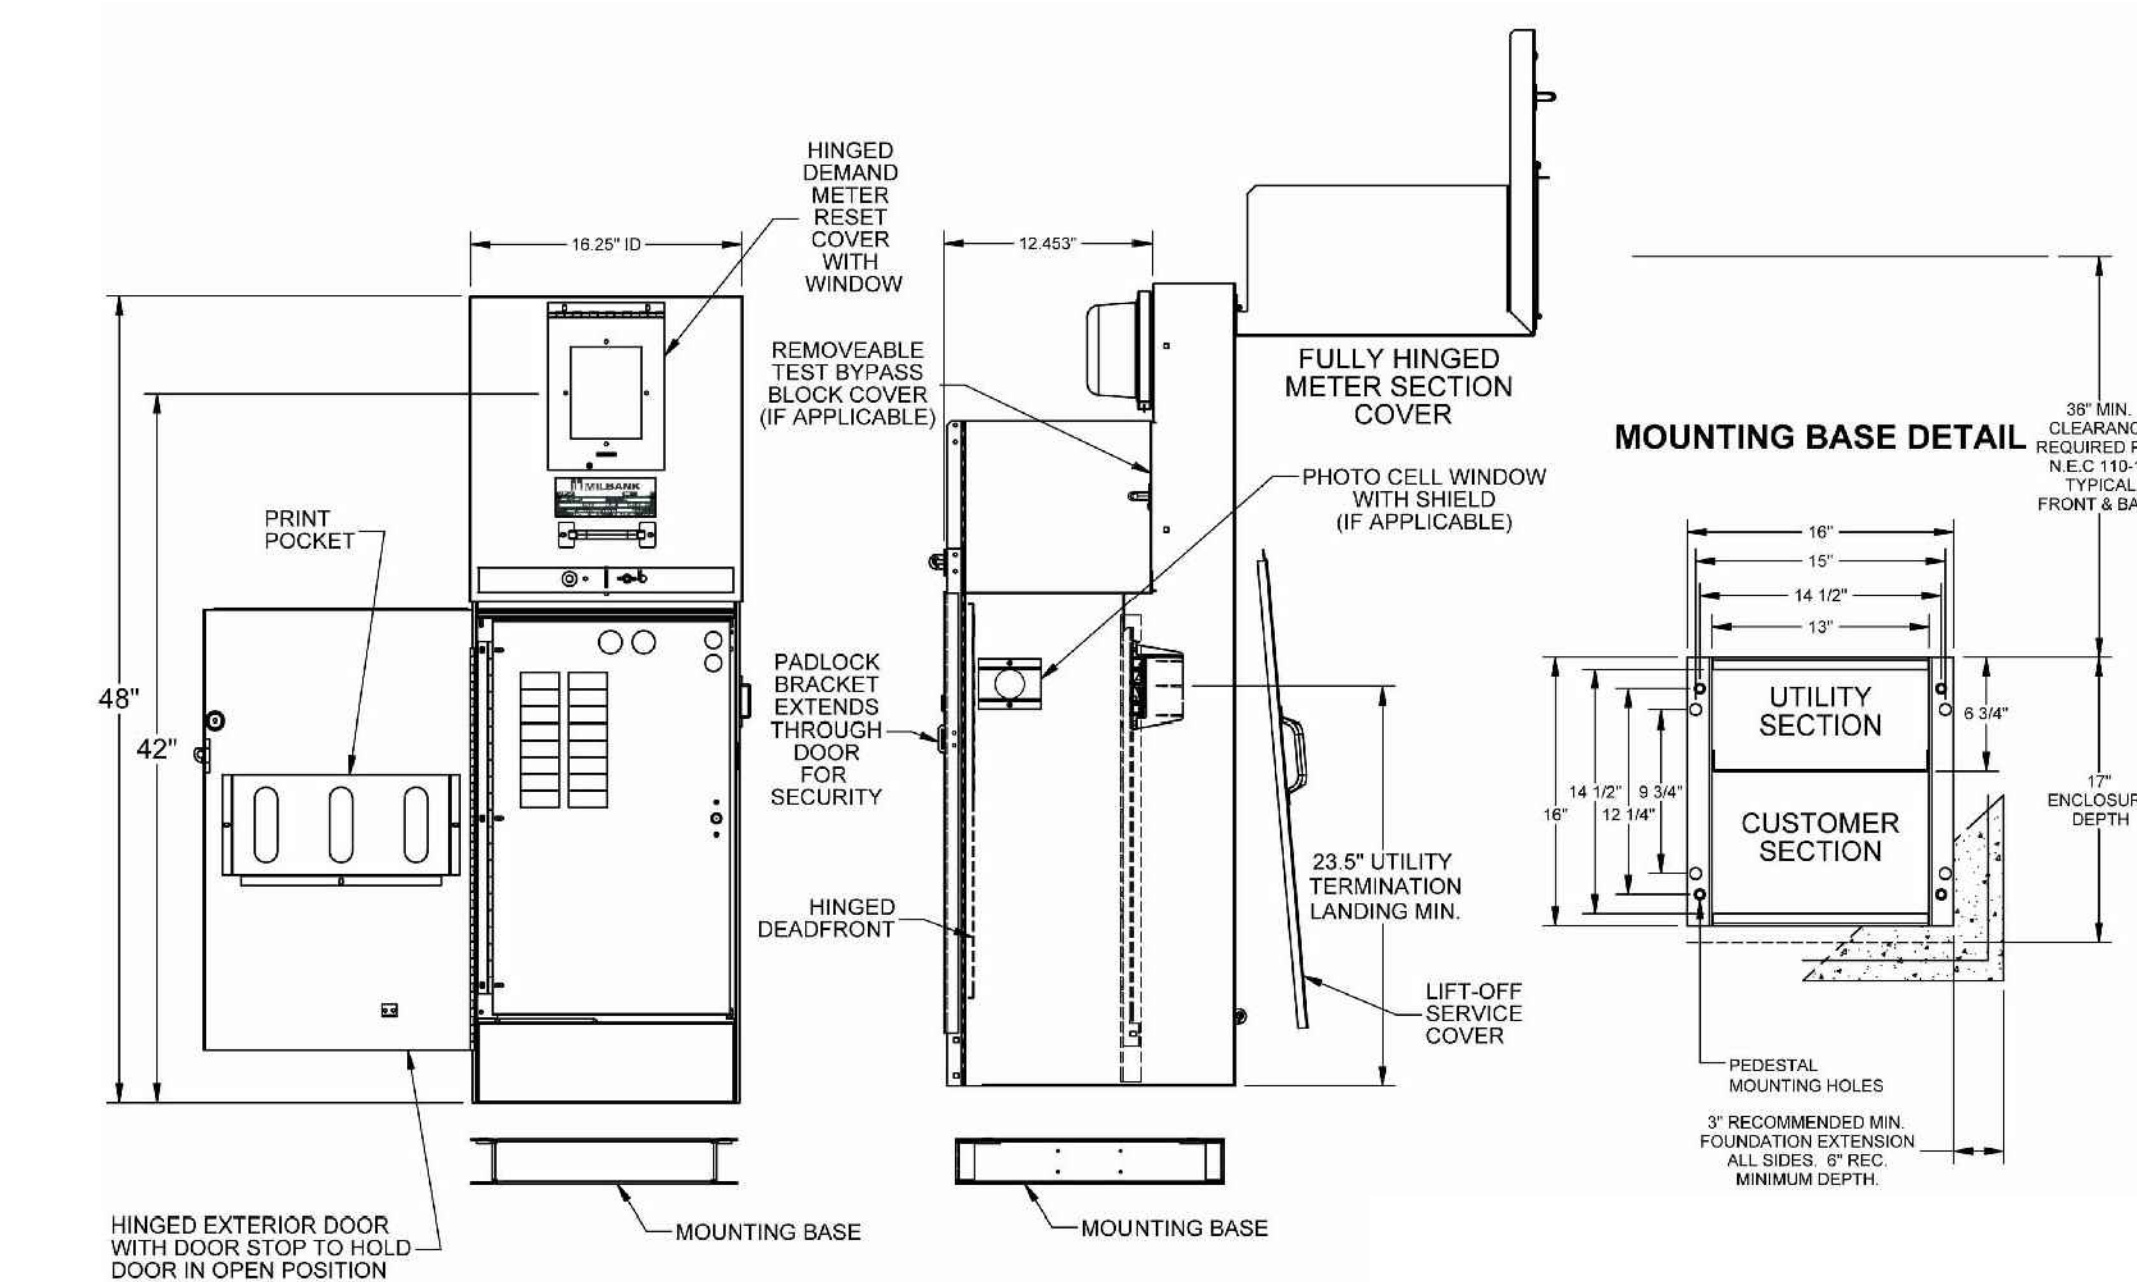 HINGED
DEMAND
METER
RESET
COVER
WITH
WINDOW
16.25" ID
12.453"
REMOVEABLE
TEST BYPASS
BLOCK COVER
(IF APPLICABLE)
FULLY HINGED
METER SECTION
COVER
PHOTO CELL WINDOW
WITH SHIELD
(IF APPLICABLE)
MILBANK
PRINT
POCKET
48"
42"
PADLOCK
BRACKET
EXTENDS
THROUGH
DOOR
FOR
SECURITY
HINGED
DEADFRONT
23.5" UTILITY
TERMINATION
LANDING MIN.
LIFT-OFF
SERVICE
COVER
MOUNTING BASE
MOUNTING BASE
HINGED EXTERIOR DOOR
WITH DOOR STOP TO HOLD
DOOR IN OPEN POSITION
MOUNTING BASE DETAIL
36" MIN.
CLEARANC
REQUIRED
N.E.C 110-
TYPICAL
FRONT & BA
16"
15"
14 1/2"
13"
UTILITY
SECTION
6 3/4"
14 1/2"
9 3/4"
16"
12 1/4"
CUSTOMER
SECTION
17"
ENCLOSUR
DEPTH
PEDESTAL
MOUNTING HOLES
3" RECOMMENDED MIN.
FOUNDATION EXTENSION
ALL SIDES. 6" REC.
MINIMUM DEPTH.